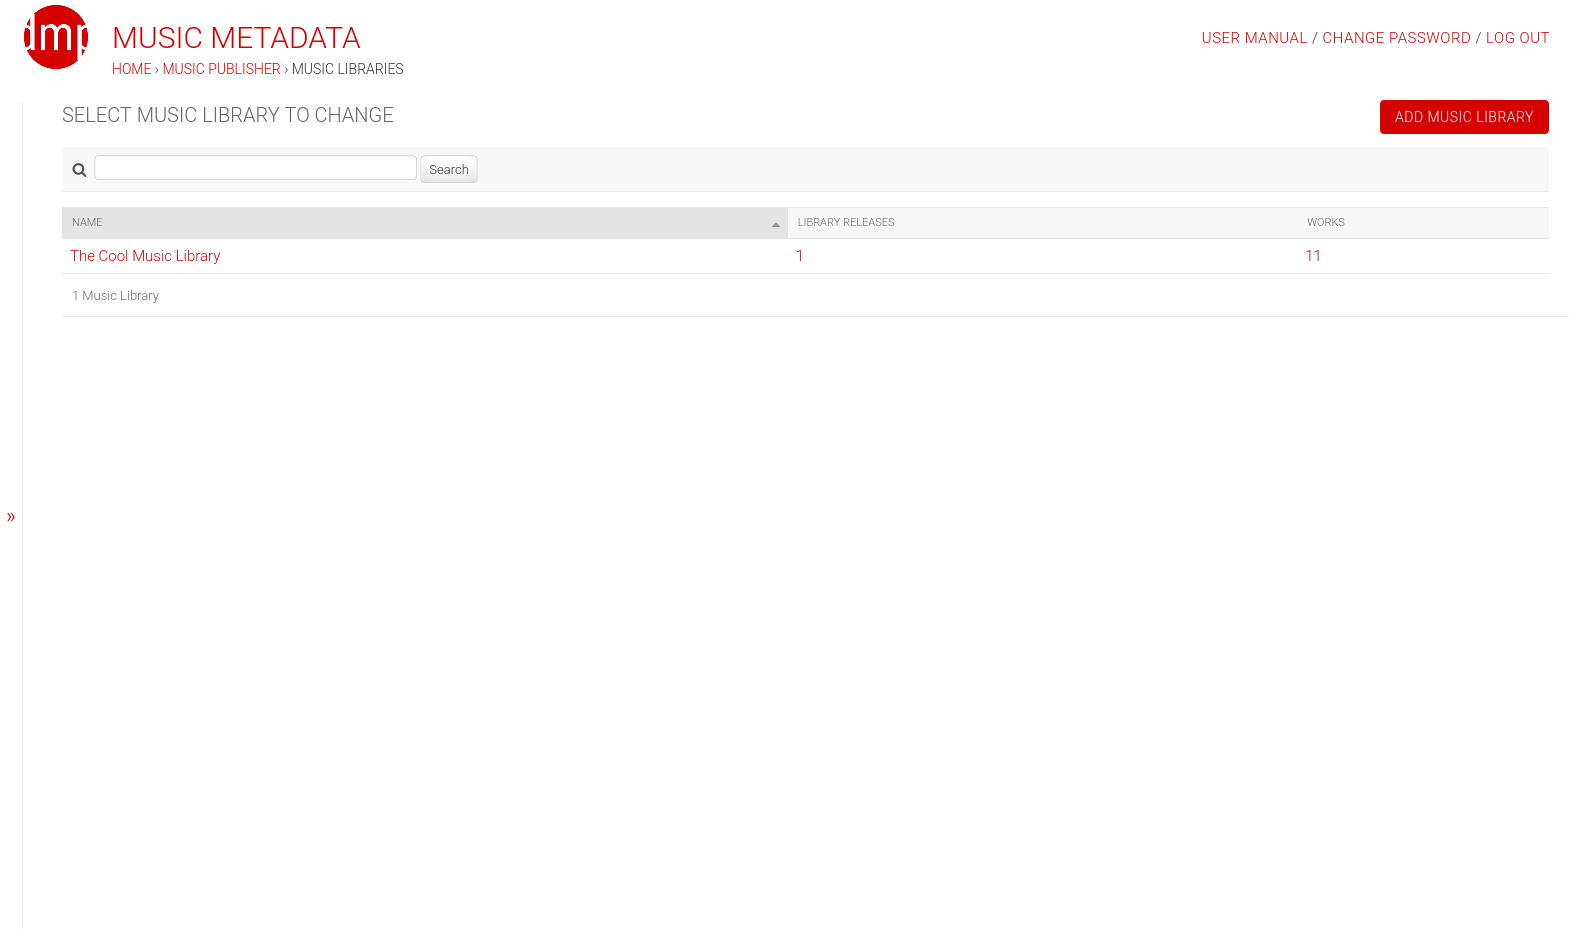 dmp
MUSIC METADATA
USER MANUAL / CHANGE PASSWORD / LOG OUT
HOME › MUSIC PUBLISHER › MUSIC LIBRARIES
SELECT MUSIC LIBRARY TO CHANGE
ADD MUSIC LIBRARY
Search
NAME LIBRARY RELEASES WORKS
The Cool Music Library 1 11
1 Music Library
»